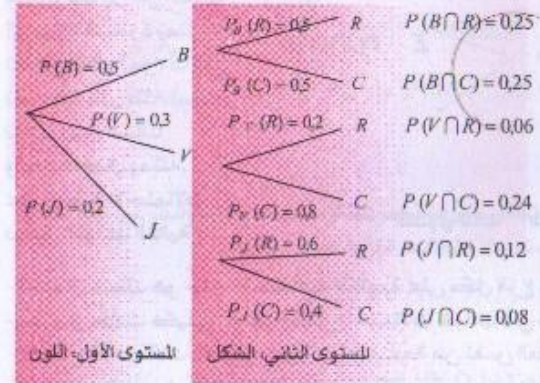 P_B (R) = 0,5 R P(B∩R) = 0,25
P(B) = 0,5 B
P_B (C) = 0,5 C P(B∩C) = 0,25
P(V) = 0,3 P_V (R) = 0,2 R P(V∩R) = 0,06
V
P(J) = 0,2 P_V (C) = 0,8 C P(V∩C) = 0,24
J P_J (R) = 0,6 R P(J∩R) = 0,12
P_J (C) = 0,4 C P(J∩C) = 0,08
المستوى الأول، اللون المستوى الثاني، الشكل